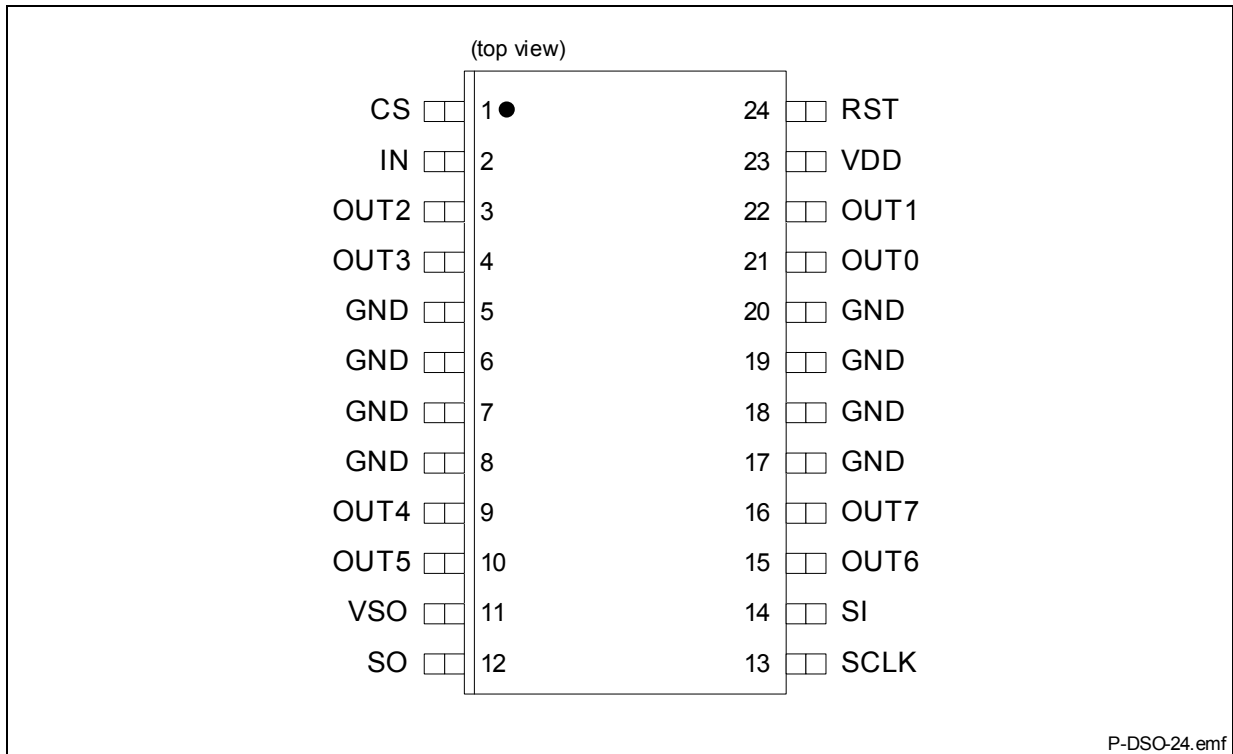 (top view)
CS 1 24 RST
IN 2 23 VDD
OUT2 3 22 OUT1
OUT3 4 21 OUT0
GND 5 20 GND
GND 6 19 GND
GND 7 18 GND
GND 8 17 GND
OUT4 9 16 OUT7
OUT5 10 15 OUT6
VSO 11 14 SI
SO 12 13 SCLK
P-DSO-24.emf